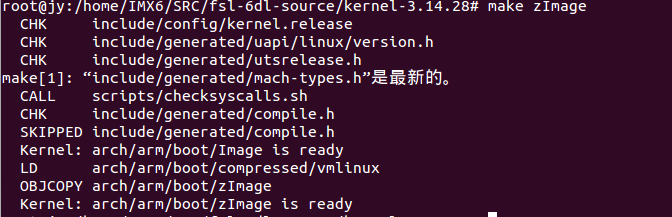 root@jy:/home/IMX6/SRC/fsl-6dl-source/kernel-3.14.28# make zImage
CHK include/config/kernel.release
CHK include/generated/uapi/linux/version.h
CHK include/generated/utsrelease.h
make[1]: “include/generated/mach-types.h”是最新的。
CALL scripts/checksyscalls.sh
CHK include/generated/compile.h
SKIPPED include/generated/compile.h
Kernel: arch/arm/boot/Image is ready
LD arch/arm/boot/compressed/vmlinux
OBJCOPY arch/arm/boot/zImage
Kernel: arch/arm/boot/zImage is ready